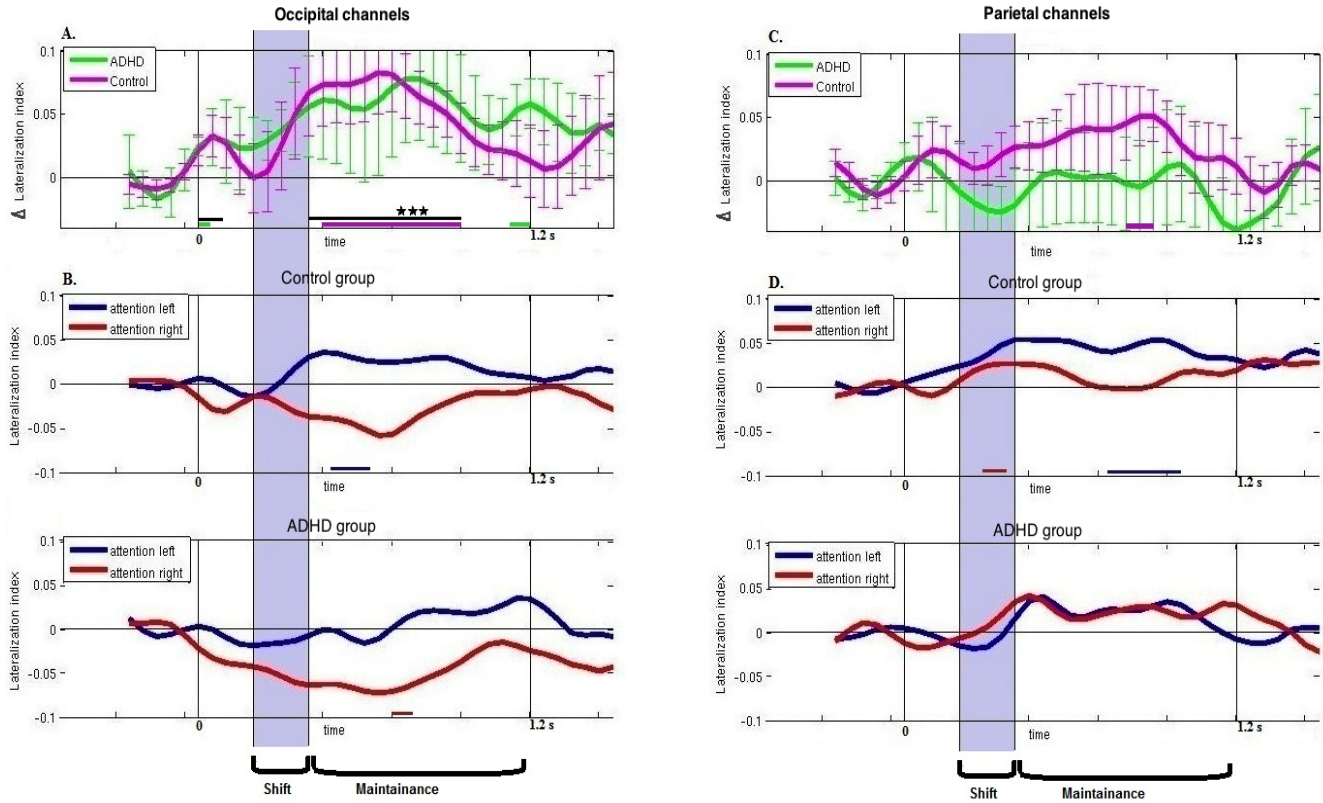 Occipital channels
A.
ADHD
Control
0.1
0.05
0
Δ Lateralization index
★★★
0
time
1.2 s
B.
Control group
attention left
attention right
0.1
0.05
0
-0.05
-0.1
Lateralization index
0
time
1.2 s
ADHD group
attention left
attention right
0.1
0.05
0
-0.05
-0.1
Lateralization index
0
time
1.2 s
Shift
Maintainance
Parietal channels
C.
ADHD
Control
0.1
0.05
0
Δ Lateralization index
0
time
1.2 s
D.
Control group
attention left
attention right
0.1
0.05
0
-0.05
-0.1
Lateralization index
0
time
1.2 s
ADHD group
attention left
attention right
0.1
0.05
0
-0.05
-0.1
Lateralization index
0
time
1.2 s
Shift
Maintainance